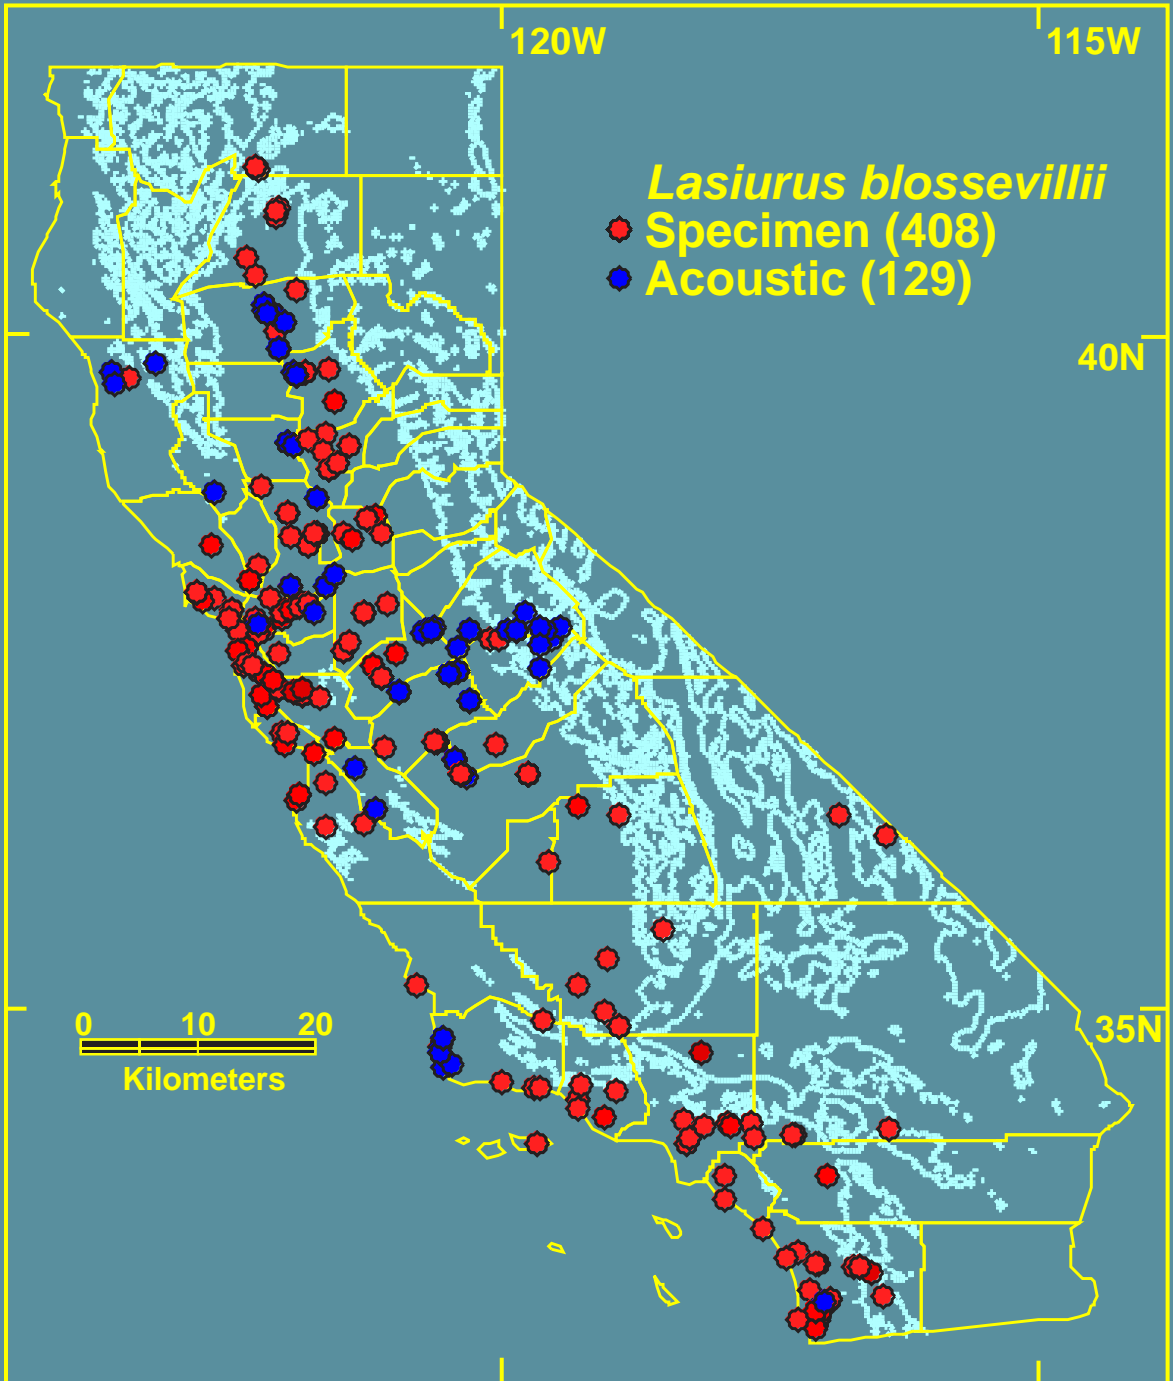 120W
115W
Lasiurus blossevillii
Specimen (408)
Acoustic (129)
40N
35N
0 10 20
Kilometers